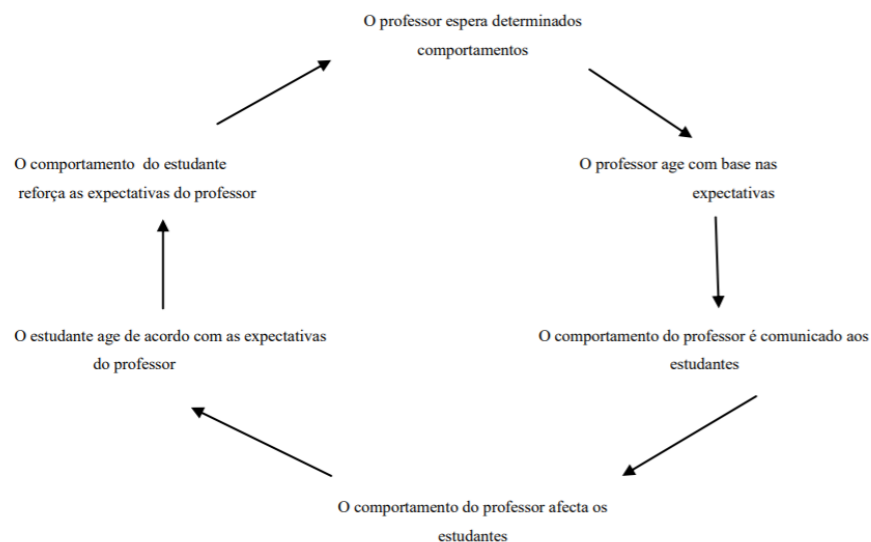 O professor espera determinados
comportamentos
O professor age com base nas
expectativas
O comportamento do professor é comunicado aos
estudantes
O comportamento do professor afecta os
estudantes
O estudante age de acordo com as expectativas
do professor
O comportamento do estudante
reforça as expectativas do professor